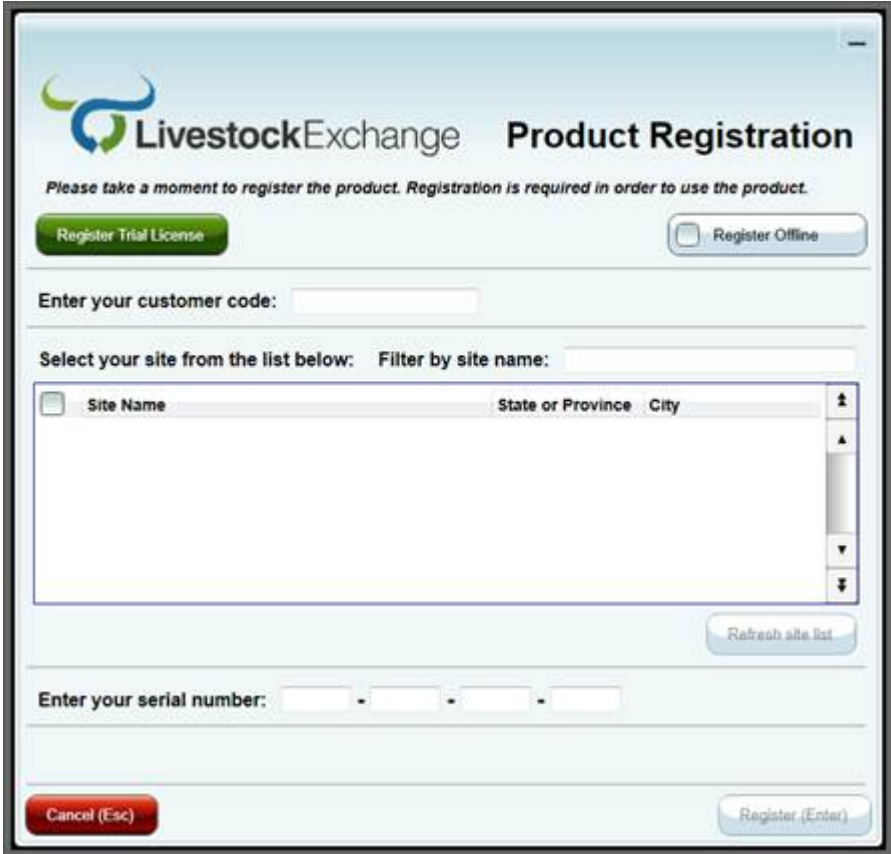 LivestockExchange Product Registration
Please take a moment to register the product. Registration is required in order to use the product.
Register Trial License Register Offline
Enter your customer code:
Select your site from the list below: Filter by site name:
Site Name State or Province City
Refresh site list
Enter your serial number: - - -
Cancel (Esc) Register (Enter)